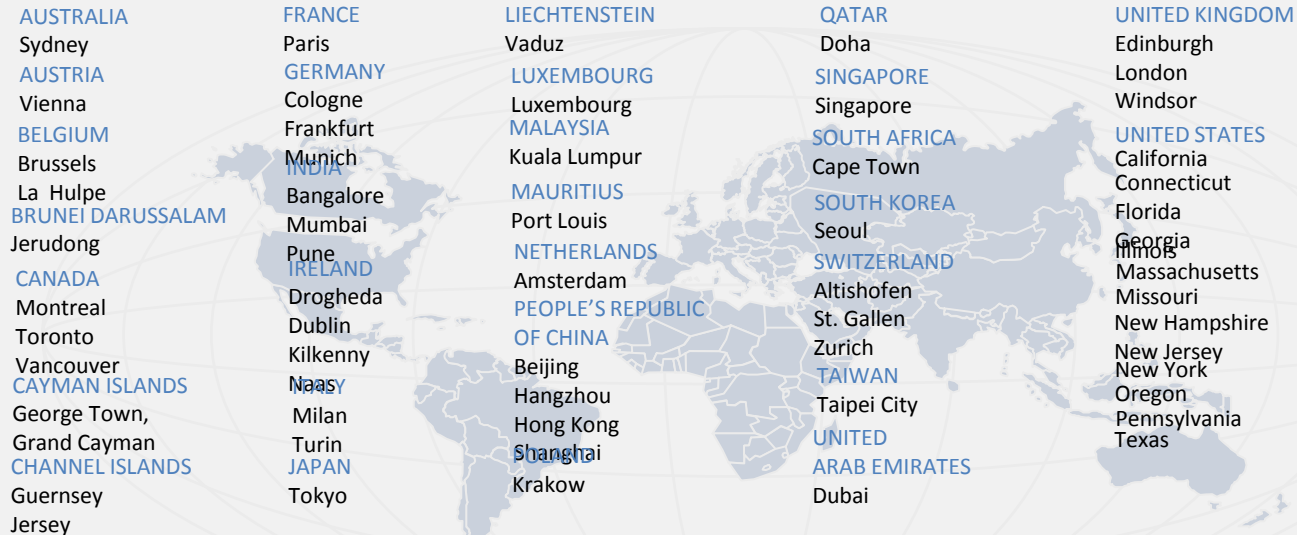 AUSTRALIA
Sydney
AUSTRIA
Vienna
BELGIUM
Brussels
La Hulpe
BRUNEI DARUSSALAM
Jerudong
CANADA
Montreal
Toronto
Vancouver
CAYMAN ISLANDS
George Town,
Grand Cayman
CHANNEL ISLANDS
Guernsey
Jersey
FRANCE
Paris
GERMANY
Cologne
Frankfurt
Munich
INDIA
Bangalore
Mumbai
Pune
IRELAND
Drogheda
Dublin
Kilkenny
Naas
ITALY
Milan
Turin
JAPAN
Tokyo
LIECHTENSTEIN
Vaduz
LUXEMBOURG
Luxembourg
MALAYSIA
Kuala Lumpur
MAURITIUS
Port Louis
NETHERLANDS
Amsterdam
PEOPLE’S REPUBLIC
OF CHINA
Beijing
Hangzhou
Hong Kong
Shanghai
POLAND
Krakow
QATAR
Doha
SINGAPORE
Singapore
SOUTH AFRICA
Cape Town
SOUTH KOREA
Seoul
SWITZERLAND
Altishofen
St. Gallen
Zurich
TAIWAN
Taipei City
UNITED
ARAB EMIRATES
Dubai
UNITED KINGDOM
Edinburgh
London
Windsor
UNITED STATES
California
Connecticut
Florida
Georgia
Illinois
Massachusetts
Missouri
New Hampshire
New Jersey
New York
Oregon
Pennsylvania
Texas